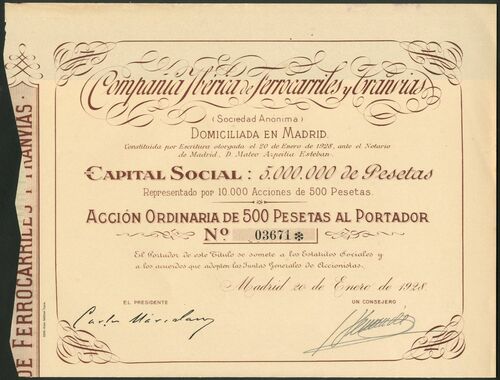 Compañía Ibérica de Ferrocarriles y Tranvías
(Sociedad Anónima)
DOMICILIADA EN MADRID.
Constituida por Escritura otorgada el 20 de Enero de 1928, ante el Notario
de Madrid, D. Mateo Azpeitia Esteban.
CAPITAL SOCIAL: 5.000.000 de Pesetas
Representado por 10.000 Acciones de 500 Pesetas.
ACCIÓN ORDINARIA DE 500 PESETAS AL PORTADOR
Nº 03671 *
El Portador de este Título se somete a los Estatutos Sociales y
a los acuerdos que adopten las Juntas Generales de Accionistas.
Madrid 20 de Enero de 1928.
EL PRESIDENTE
UN CONSEJERO
DE FERROCARRILES Y TRANVÍAS